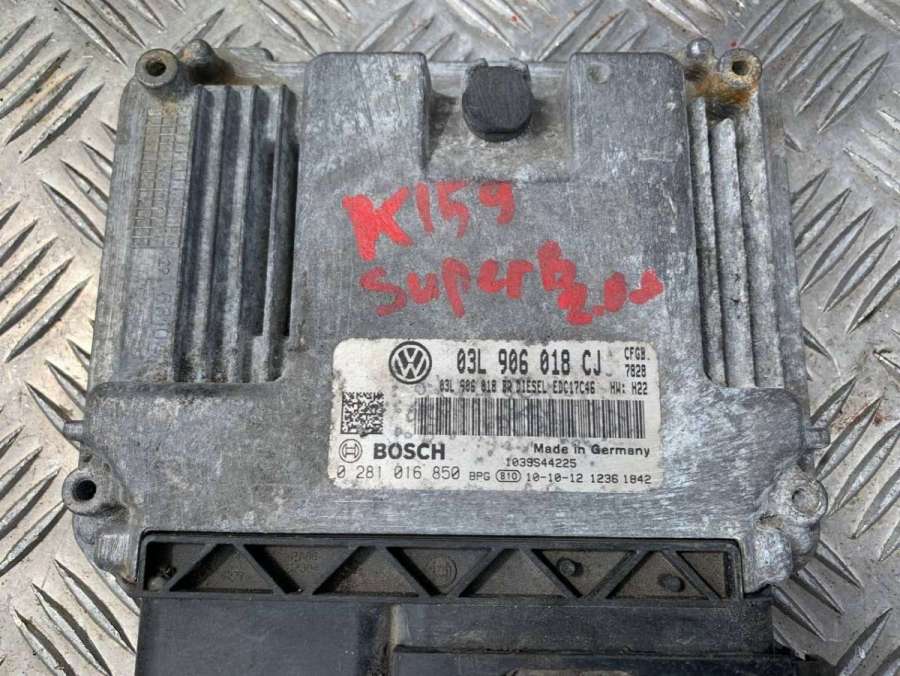 K159
SuperB
2.0d
03L 906 018 CJ
CFGB
7828
03L 906 018 BR DIESEL EDC17C46 HW: H22
BOSCH
Made in Germany
1039S44225
0 281 016 850 BPG 810 10-10-12 1236 1842